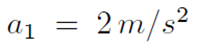 a₁ = 2 m/s²